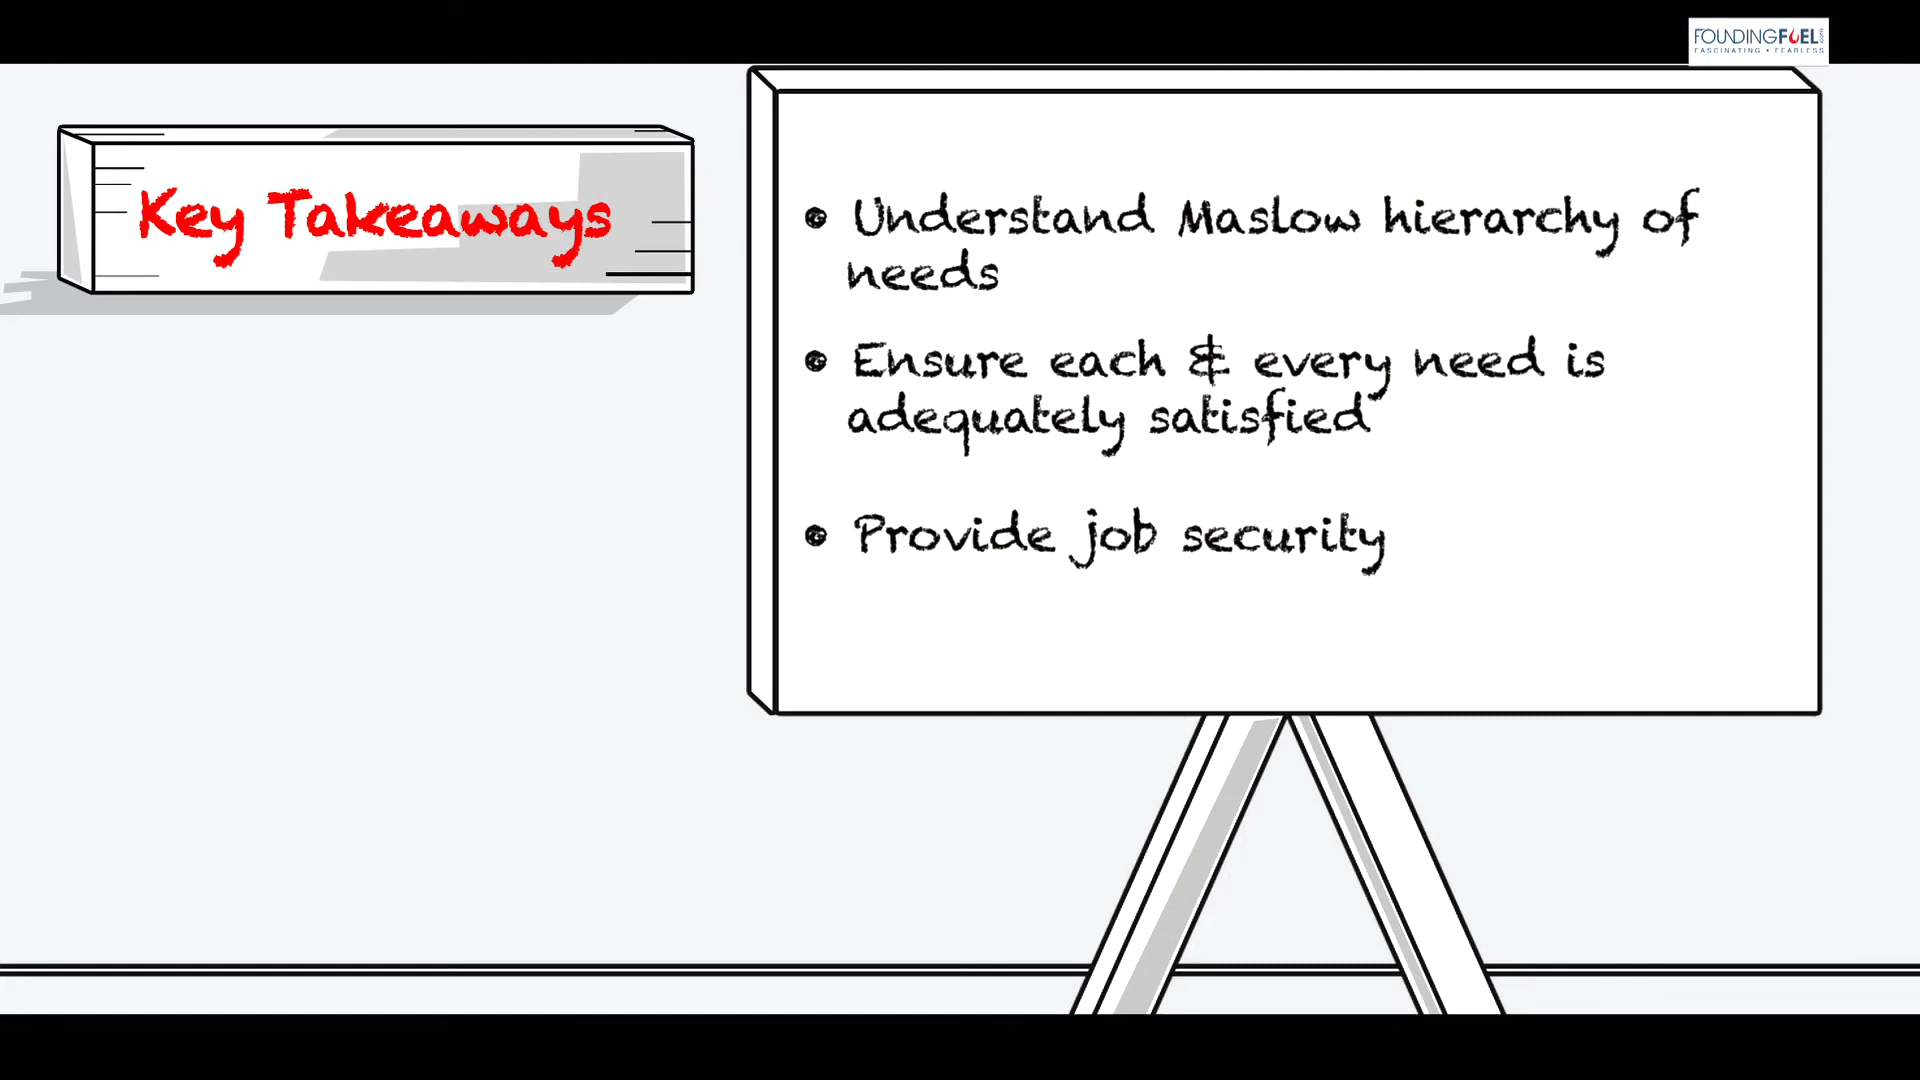 FOUNDINGFUEL.com
FASCINATING • FEARLESS
Key Takeaways
• Understand Maslow hierarchy of
needs
• Ensure each & every need is
adequately satisfied
• Provide job security